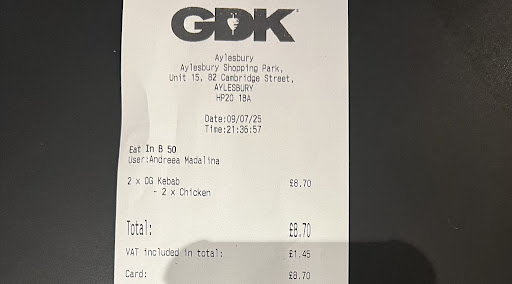 GDK
Aylesbury
Aylesbury Shopping Park,
Unit 15, 82 Cambridge Street,
AYLESBURY
HP20 1BA
Date:09/07/25
Time:21:36:57
Eat In B 50
User:Andreea Madalina
2 x OG Kebab £8.70
- 2 x Chicken
Total: £8.70
VAT included in total: £1.45
Card: £8.70